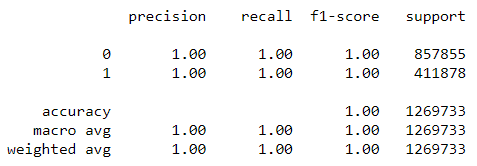 precision recall f1-score support
0 1.00 1.00 1.00 857855
1 1.00 1.00 1.00 411878
accuracy 1.00 1269733
macro avg 1.00 1.00 1.00 1269733
weighted avg 1.00 1.00 1.00 1269733